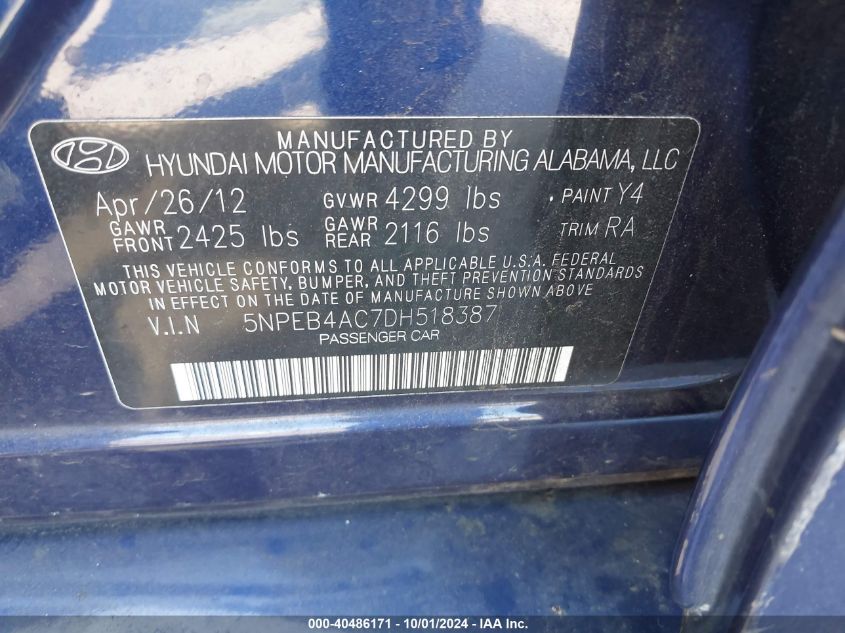 MANUFACTURED BY
HYUNDAI MOTOR MANUFACTURING ALABAMA, LLC
Apr/26/12 GVWR 4299 lbs . PAINT Y4
GAWR FRONT 2425 lbs GAWR REAR 2116 lbs TRIM RA
THIS VEHICLE CONFORMS TO ALL APPLICABLE U.S.A. FEDERAL
MOTOR VEHICLE SAFETY, BUMPER, AND THEFT PREVENTION STANDARDS
IN EFFECT ON THE DATE OF MANUFACTURE SHOWN ABOVE
V.I.N 5NPEB4AC7DH518387
PASSENGER CAR
000-40486171 - 10/01/2024 - IAA Inc.